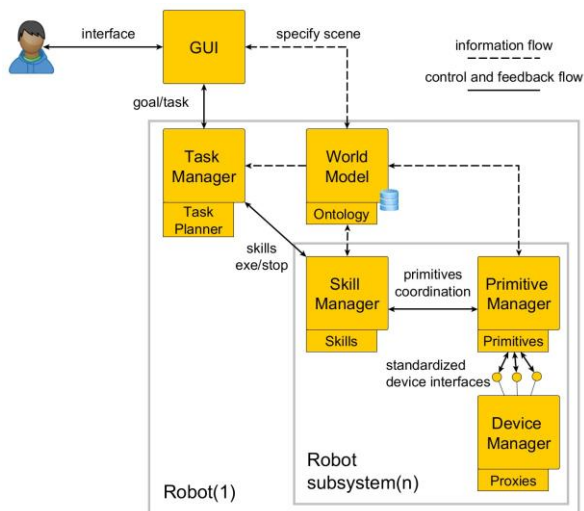 interface
GUI
specify scene
information flow
control and feedback flow
goal/task
Task
Manager
Task
Planner
World
Model
Ontology
skills
exe/stop
Skill
Manager
Skills
primitives
coordination
Primitive
Manager
Primitives
standardized
device interfaces
Device
Manager
Proxies
Robot
subsystem(n)
Robot(1)